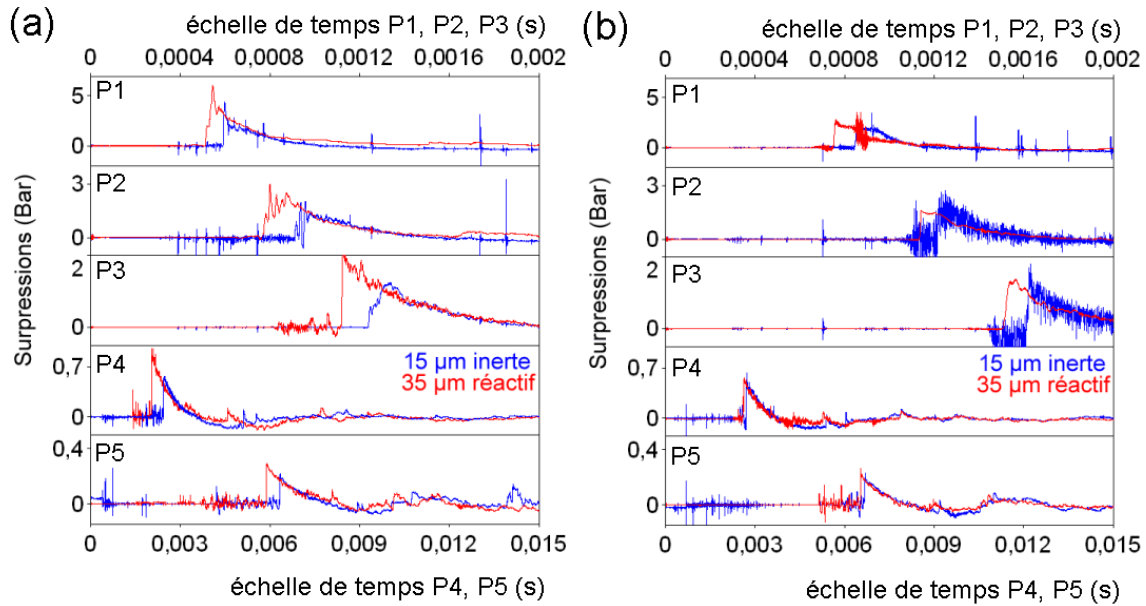 (a)
échelle de temps P1, P2, P3 (s)
0 0,0004 0,0008 0,0012 0,0016 0,002
Surpressions (Bar)
P1
5
0
P2
3
0
P3
2
0
P4
0,7
0
15 µm inerte
35 µm réactif
P5
0,4
0
0 0,003 0,006 0,009 0,012 0,015
échelle de temps P4, P5 (s)
(b)
échelle de temps P1, P2, P3 (s)
0 0,0004 0,0008 0,0012 0,0016 0,002
Surpressions (Bar)
P1
5
0
P2
3
0
P3
2
0
P4
0,7
0
15 µm inerte
35 µm réactif
P5
0,4
0
0 0,003 0,006 0,009 0,012 0,015
échelle de temps P4, P5 (s)